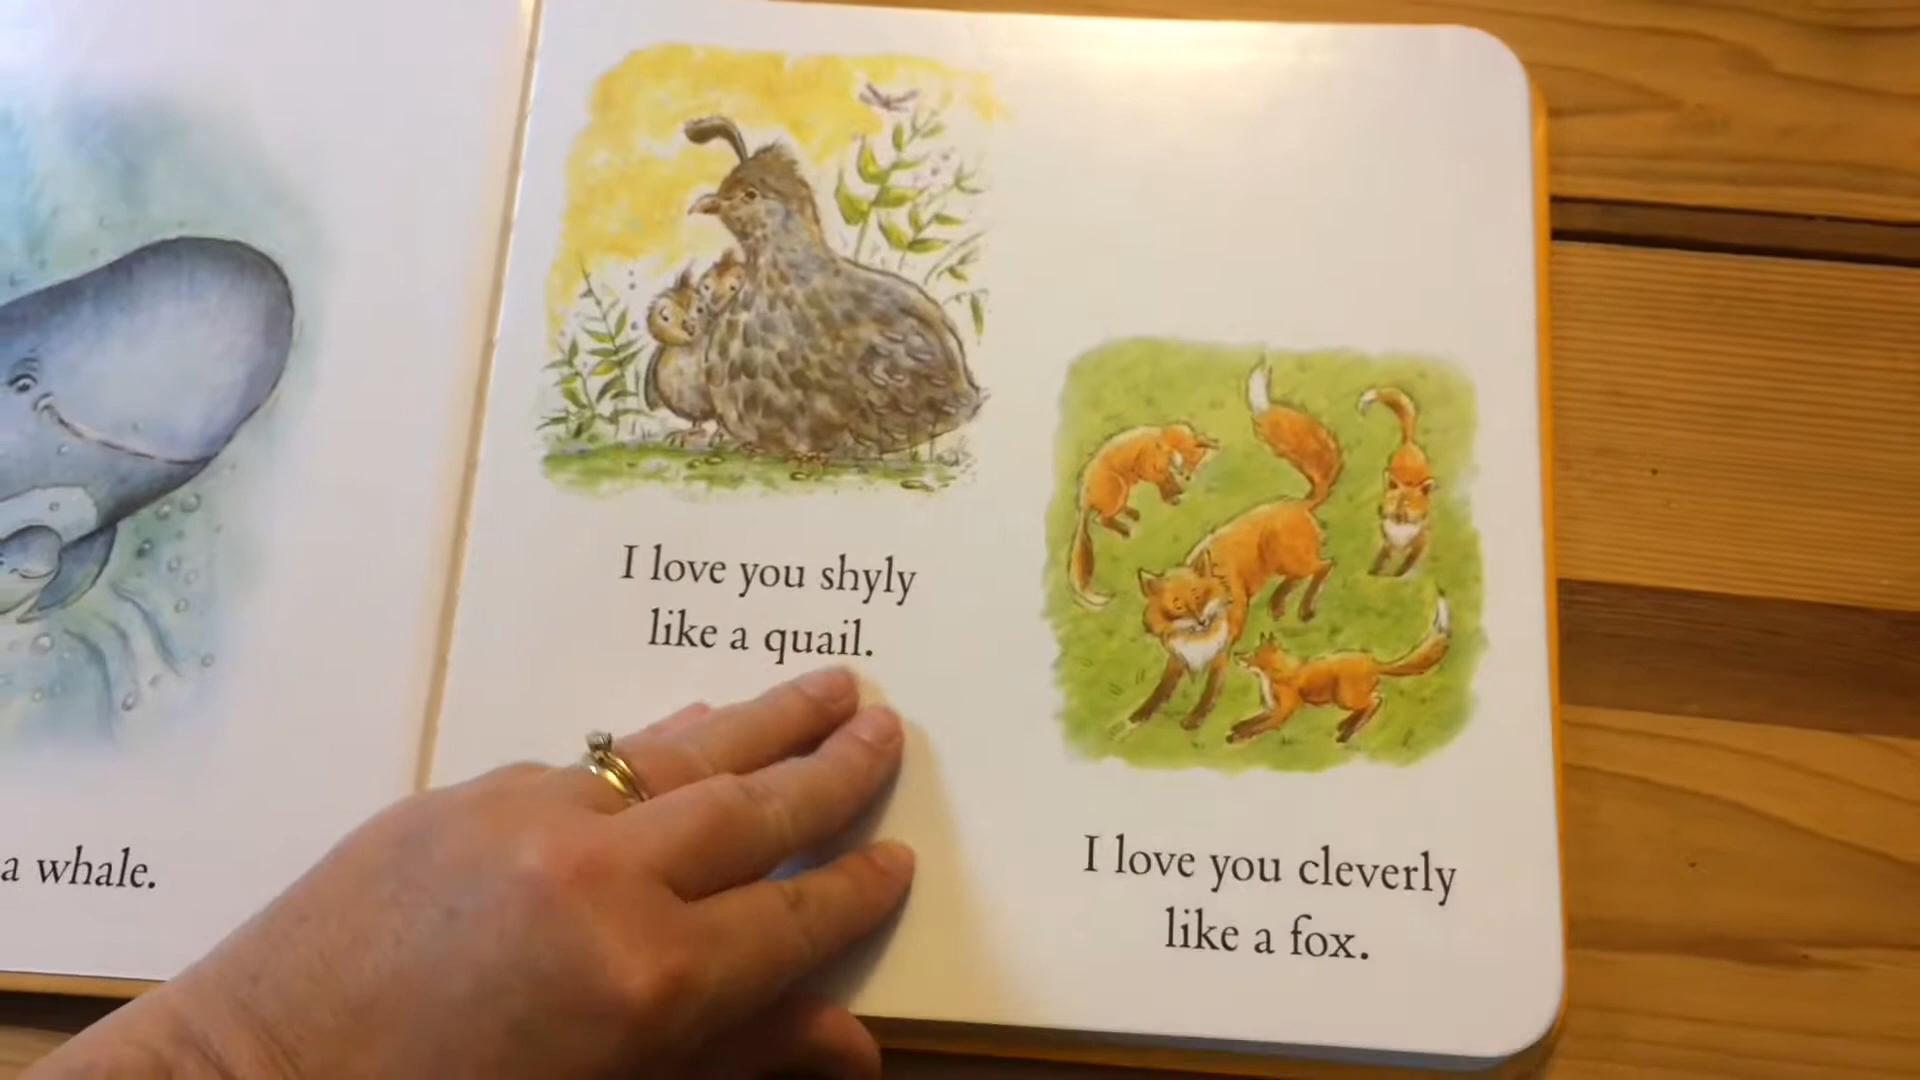 a whale.
I love you shyly
like a quail.
I love you cleverly
like a fox.